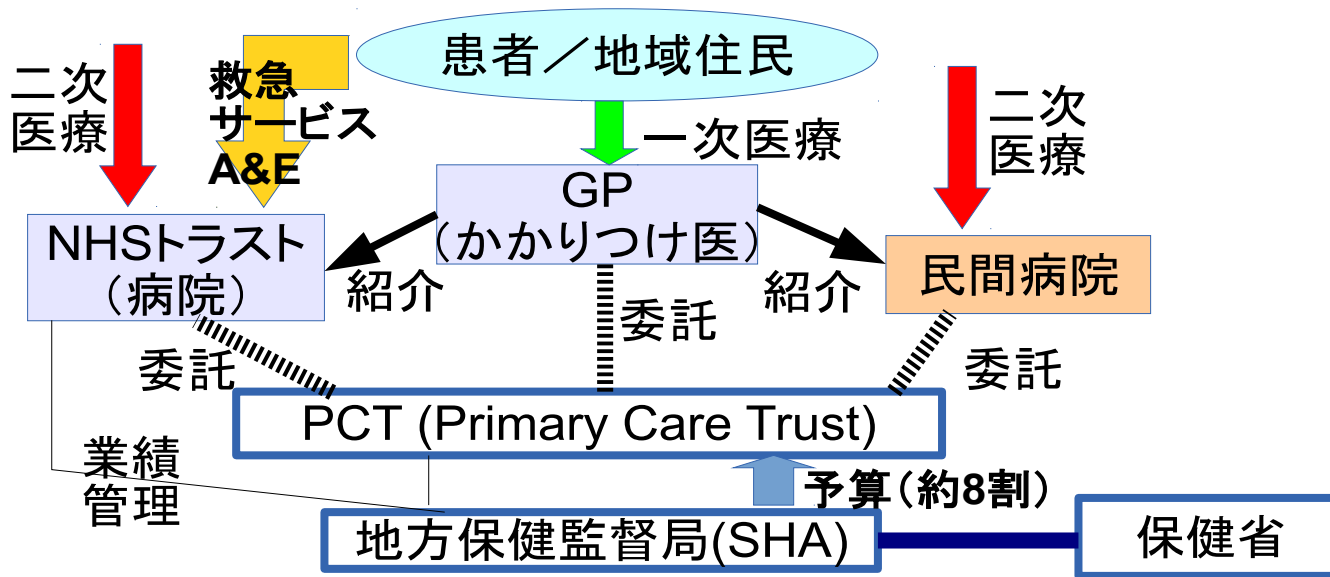 患者／地域住民
二次
医療
救急
サービス
A&E
一次医療
二次
医療
GP
（かかりつけ医）
NHSトラスト
（病院）
民間病院
紹介
紹介
委託
委託
委託
PCT (Primary Care Trust)
業績
管理
予算（約8割）
地方保健監督局(SHA)
保健省